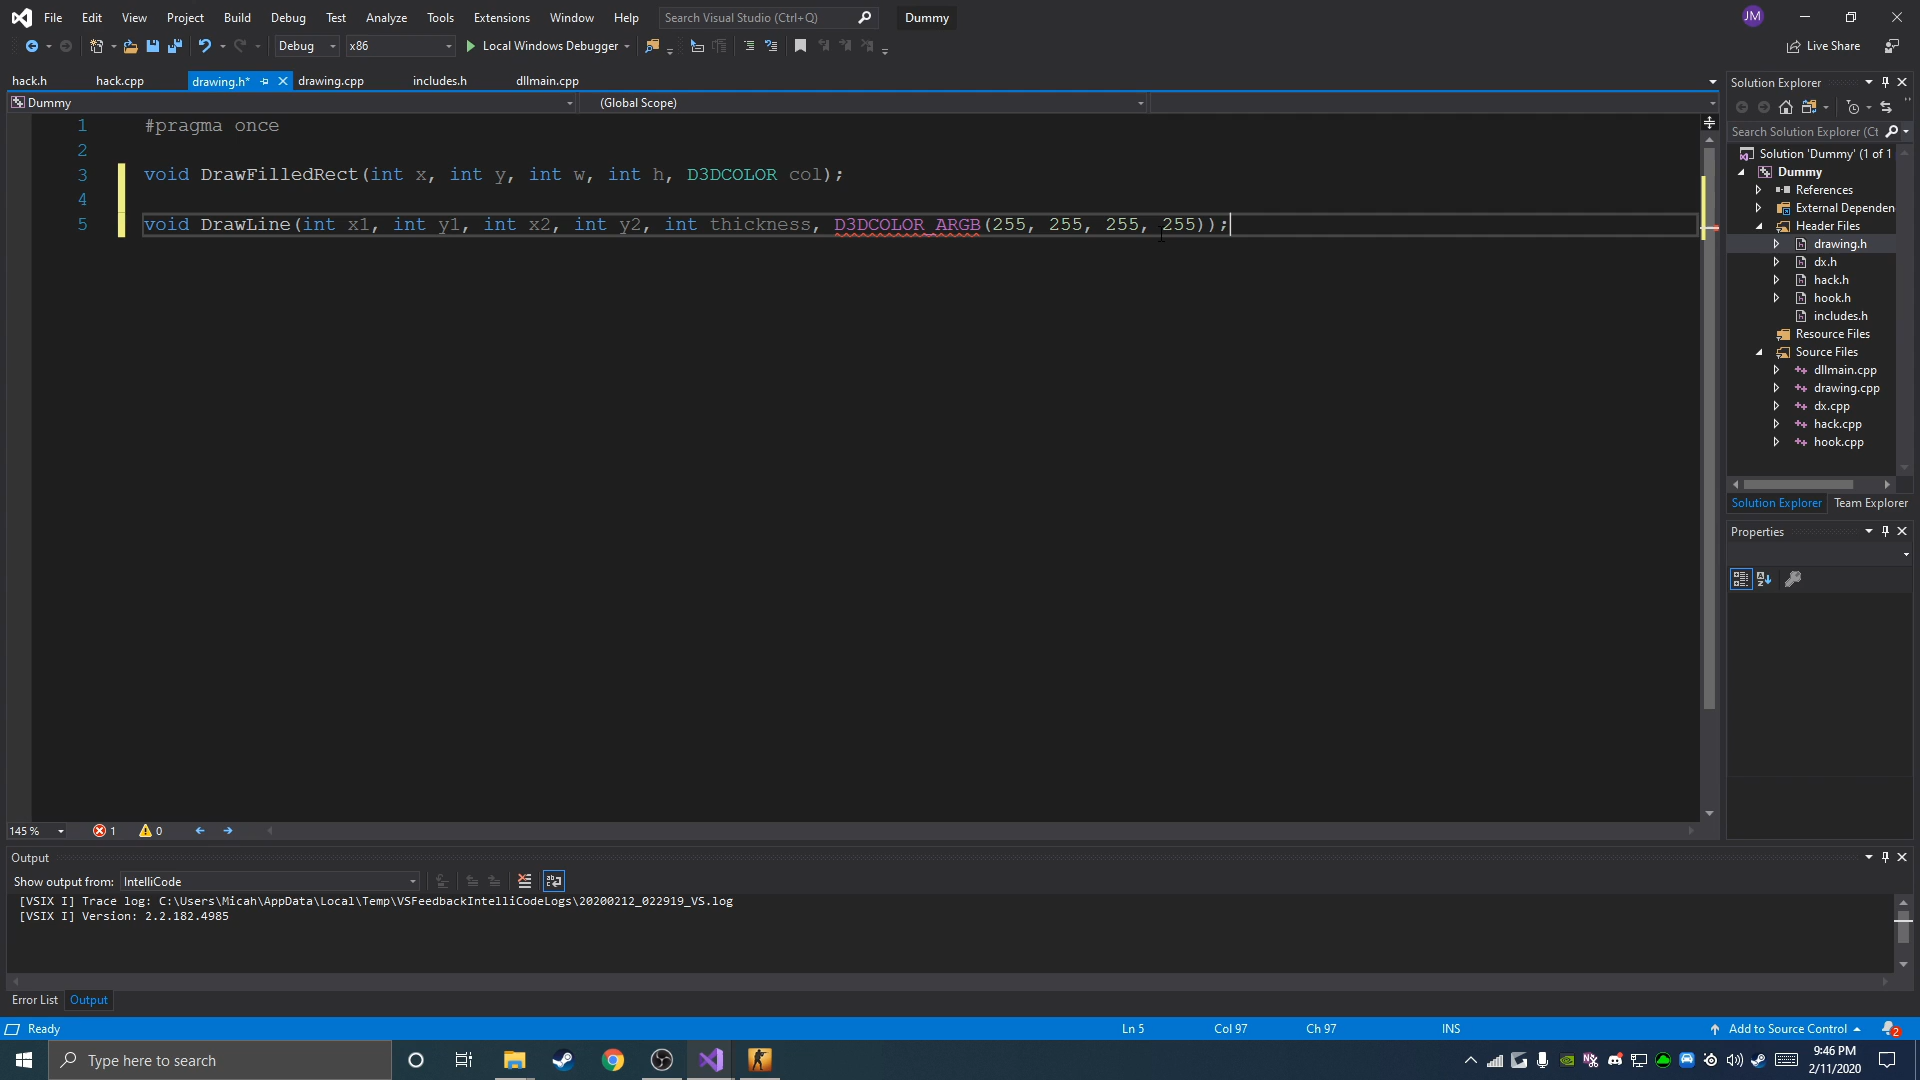 File Edit View Project Build Debug Test Analyze Tools Extensions Window Help Search Visual Studio (Ctrl+Q) Dummy JM
Debug x86 Local Windows Debugger Live Share
hack.h hack.cpp drawing.h* drawing.cpp includes.h dllmain.cpp
Dummy (Global Scope)
1 #pragma once
2
3 void DrawFilledRect(int x, int y, int w, int h, D3DCOLOR col);
4
5 void DrawLine(int x1, int y1, int x2, int y2, int thickness, D3DCOLOR_ARGB(255, 255, 255, 255));
145 % 1 0
Solution Explorer
Search Solution Explorer (Ct
Solution 'Dummy' (1 of 1
Dummy
References
External Dependen
Header Files
drawing.h
dx.h
hack.h
hook.h
includes.h
Resource Files
Source Files
dllmain.cpp
drawing.cpp
dx.cpp
hack.cpp
hook.cpp
Solution Explorer Team Explorer
Properties
Output
Show output from: IntelliCode
[VSIX I] Trace log: C:\Users\Micah\AppData\Local\Temp\VSFeedbackIntelliCodeLogs\20200212_022919_VS.log
[VSIX I] Version: 2.2.182.4985
Error List Output
Ready Ln 5 Col 97 Ch 97 INS Add to Source Control 2
Type here to search
9:46 PM
2/11/2020